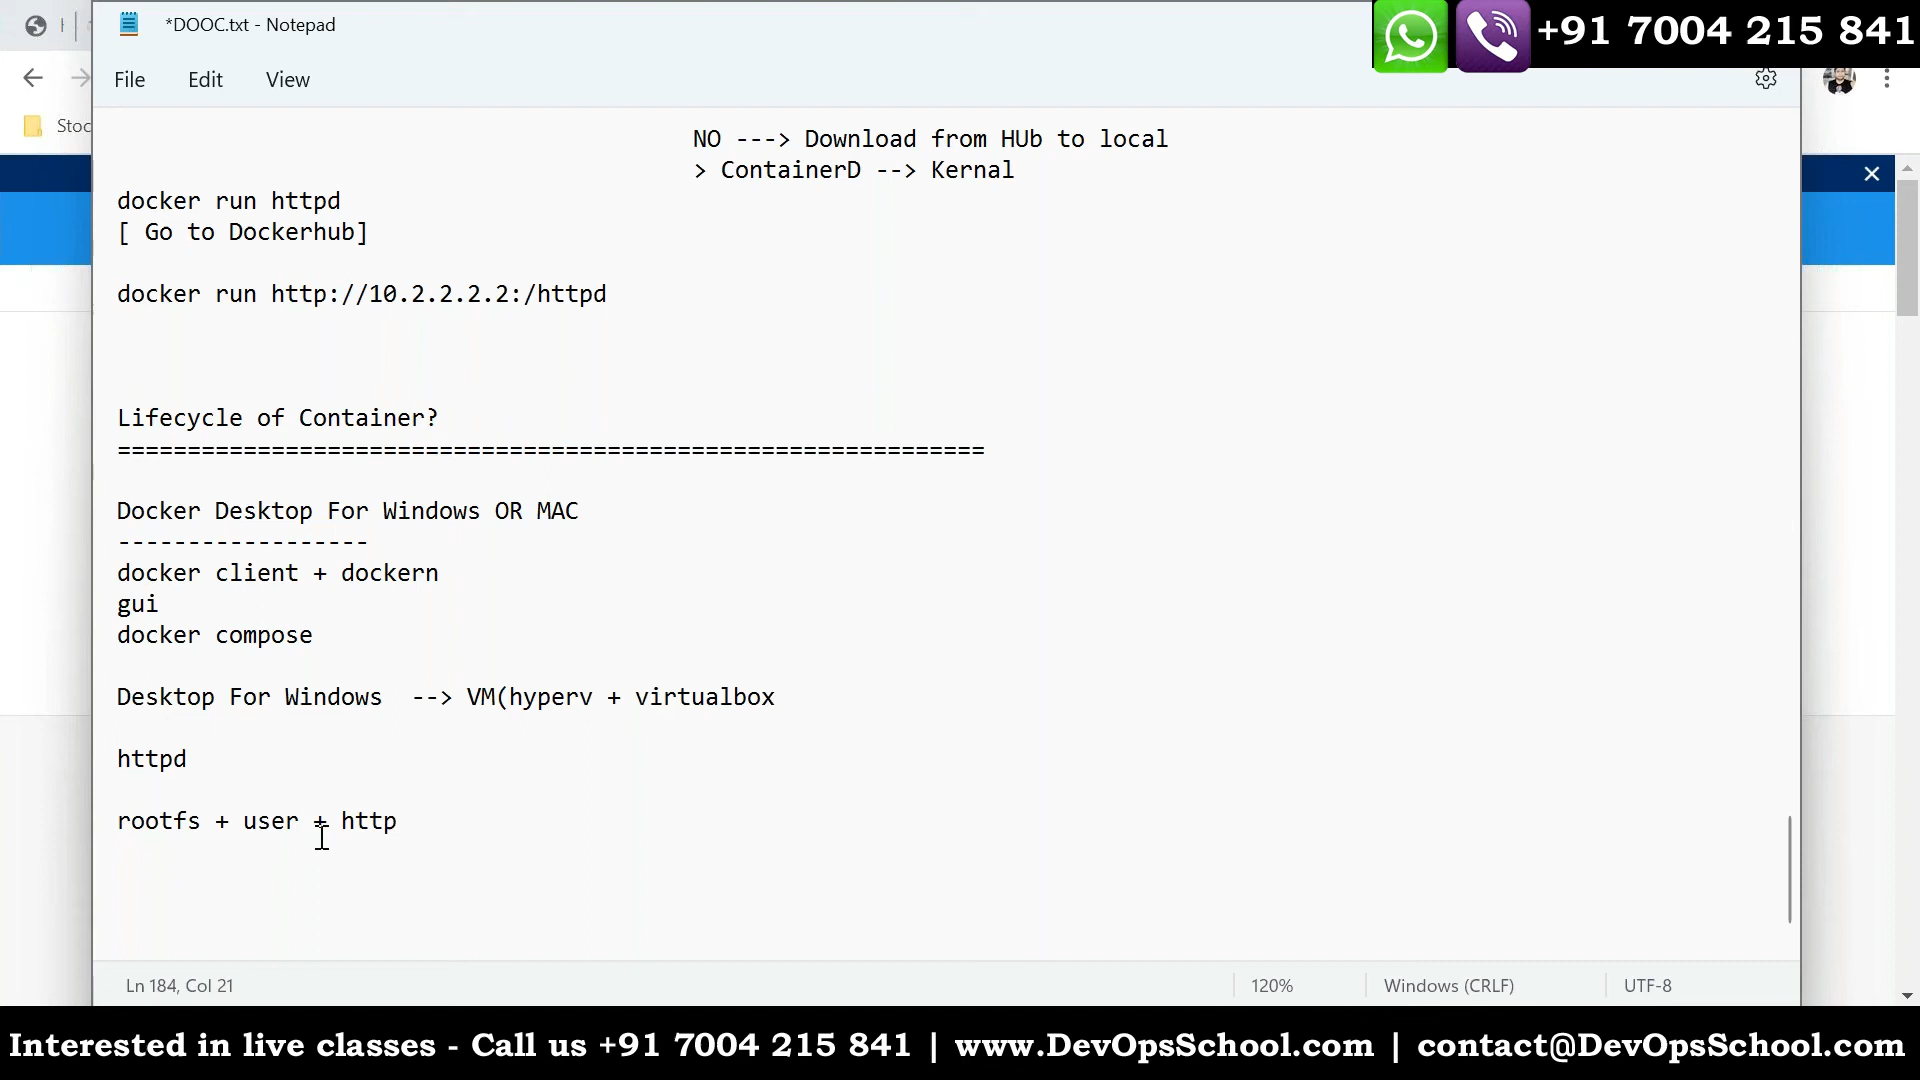 *DOOC.txt - Notepad
+91 7004 215 841
File Edit View
Stoc
NO ---> Download from HUb to local
> ContainerD --> Kernal
docker run httpd
[ Go to Dockerhub]
docker run http://10.2.2.2.2:/httpd
Lifecycle of Container?
==============================================================
Docker Desktop For Windows OR MAC
------------------
docker client + dockern
gui
docker compose
Desktop For Windows --> VM(hyperv + virtualbox
httpd
rootfs + user + http
Ln 184, Col 21 120% Windows (CRLF) UTF-8
Interested in live classes - Call us +91 7004 215 841 | www.DevOpsSchool.com | contact@DevOpsSchool.com